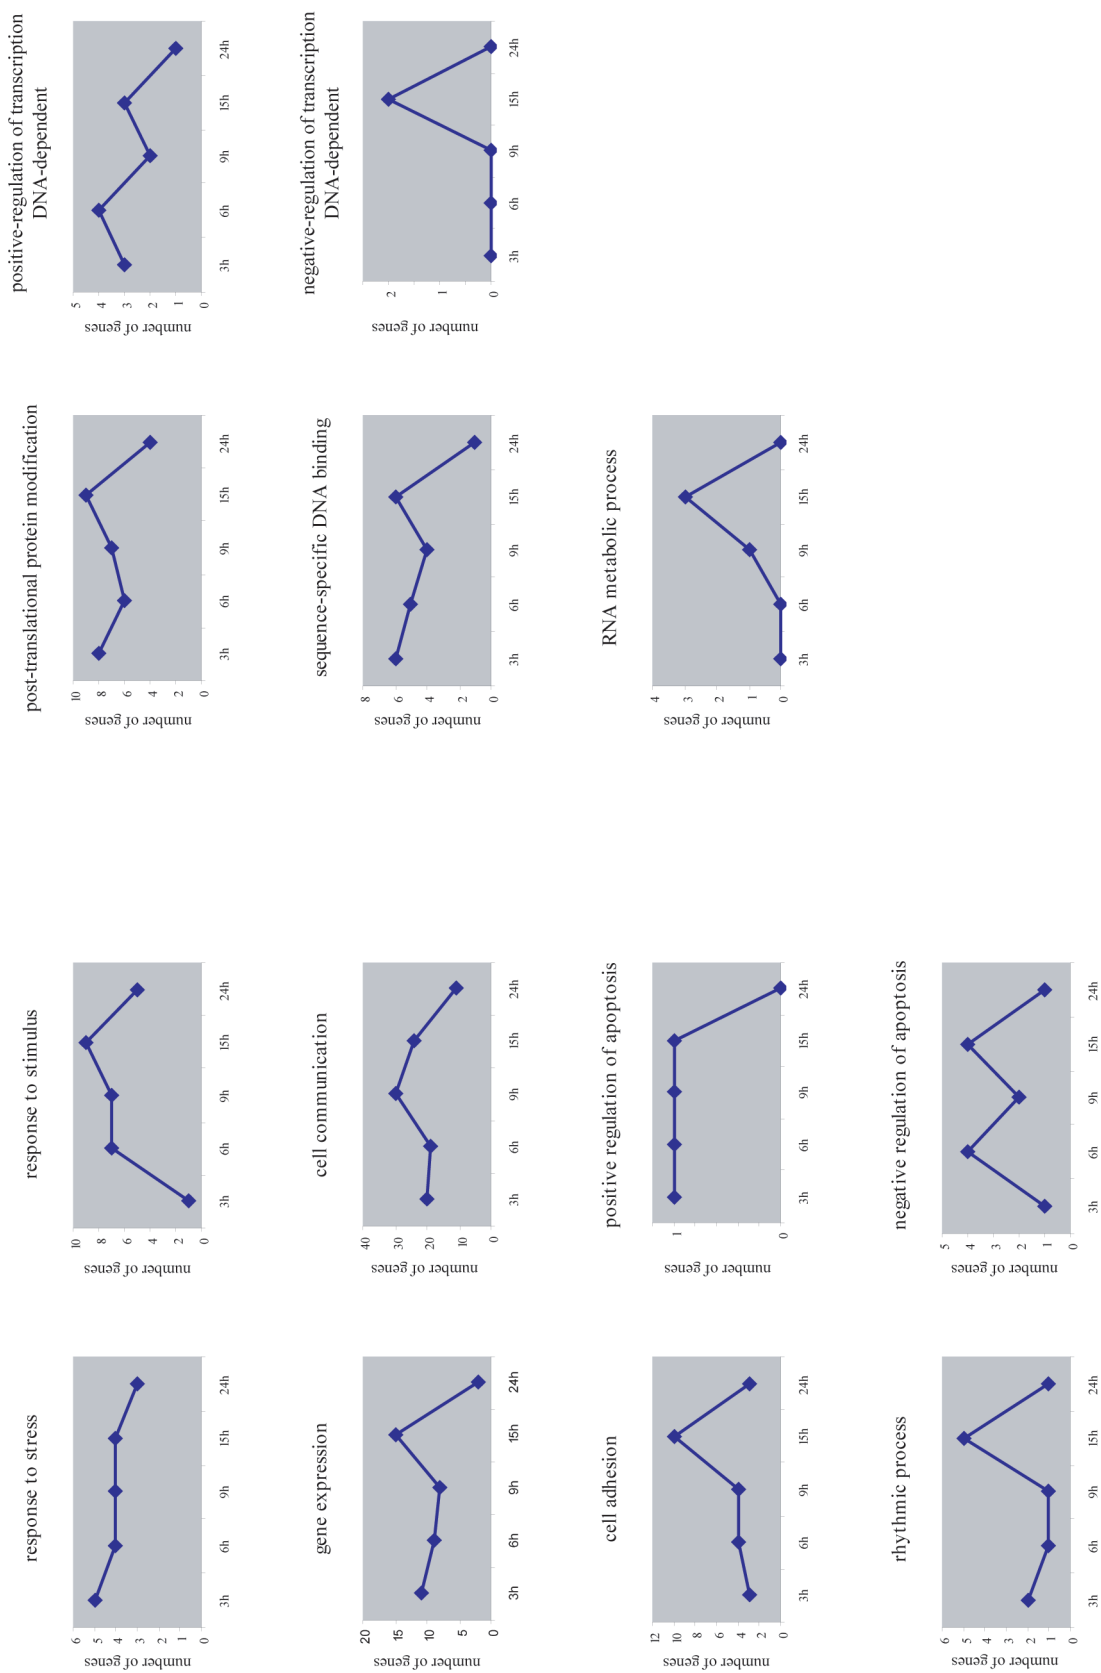 response to stress
number of genes
6
5
4
3
2
1
0
3h 6h 9h 15h 24h
response to stimulus
number of genes
10
8
6
4
2
0
3h 6h 9h 15h 24h
post-translational protein modification
number of genes
10
8
6
4
2
0
3h 6h 9h 15h 24h
positive-regulation of transcription
DNA-dependent
number of genes
5
4
3
2
1
0
3h 6h 9h 15h 24h
gene expression
number of genes
20
15
10
5
0
3h 6h 9h 15h 24h
cell communication
number of genes
40
30
20
10
0
3h 6h 9h 15h 24h
sequence-specific DNA binding
number of genes
8
6
4
2
0
3h 6h 9h 15h 24h
negative-regulation of transcription
DNA-dependent
number of genes
2
1
0
3h 6h 9h 15h 24h
cell adhesion
number of genes
12
10
8
6
4
2
0
3h 6h 9h 15h 24h
positive regulation of apoptosis
number of genes
1
0
3h 6h 9h 15h 24h
RNA metabolic process
number of genes
4
3
2
1
0
3h 6h 9h 15h 24h
rhythmic process
number of genes
6
5
4
3
2
1
0
3h 6h 9h 15h 24h
negative regulation of apoptosis
number of genes
5
4
3
2
1
0
3h 6h 9h 15h 24h